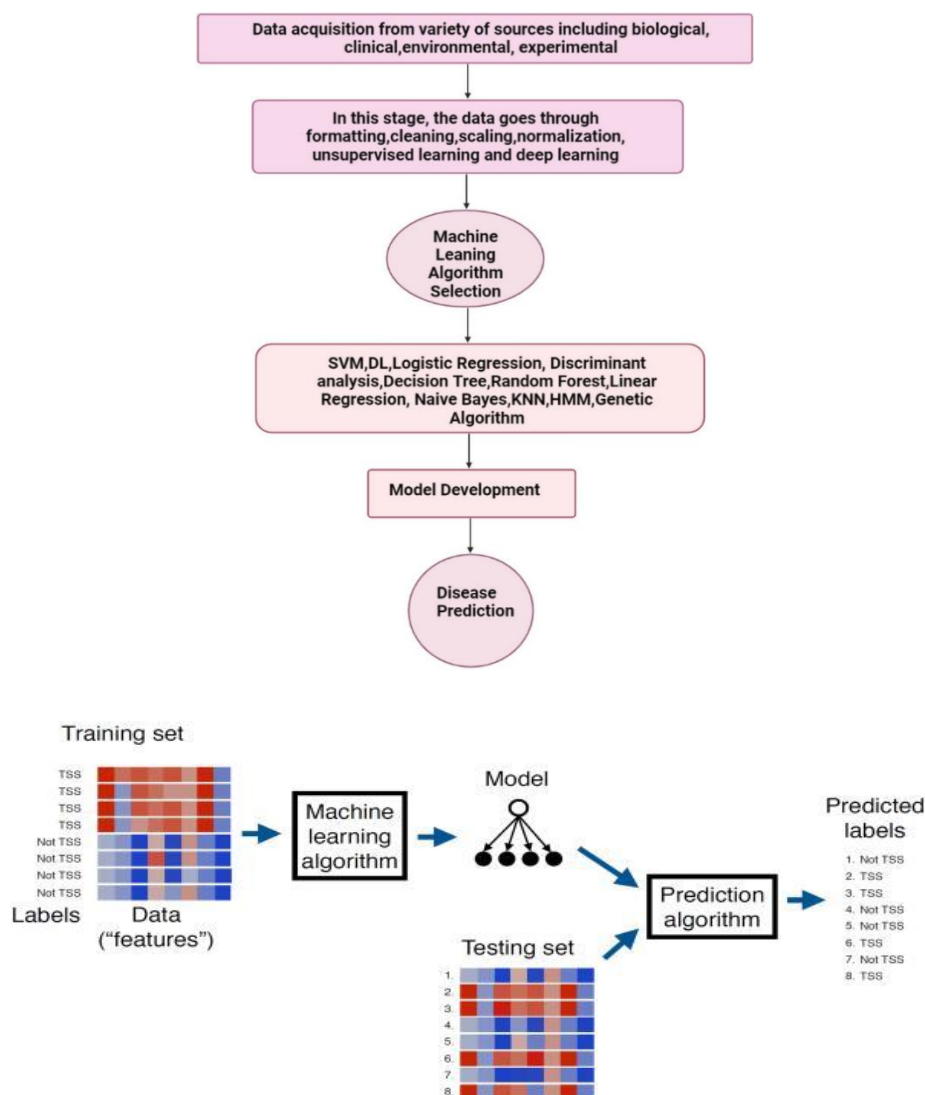 Data acquisition from variety of sources including biological,
clinical,environmental, experimental
In this stage, the data goes through
formatting,cleaning,scaling,normalization,
unsupervised learning and deep learning
Machine
Leaning
Algorithm
Selection
SVM,DL,Logistic Regression, Discriminant
analysis,Decision Tree,Random Forest,Linear
Regression, Naive Bayes,KNN,HMM,Genetic
Algorithm
Model Development
Disease
Prediction
Training set
TSS
TSS
TSS
TSS
Not TSS
Not TSS
Not TSS
Not TSS
Labels
Data
(“features”)
Machine
learning
algorithm
Model
Testing set
1.
2.
3.
4.
5.
6.
7.
8.
Prediction
algorithm
Predicted
labels
1. Not TSS
2. TSS
3. TSS
4. Not TSS
5. Not TSS
6. TSS
7. Not TSS
8. TSS